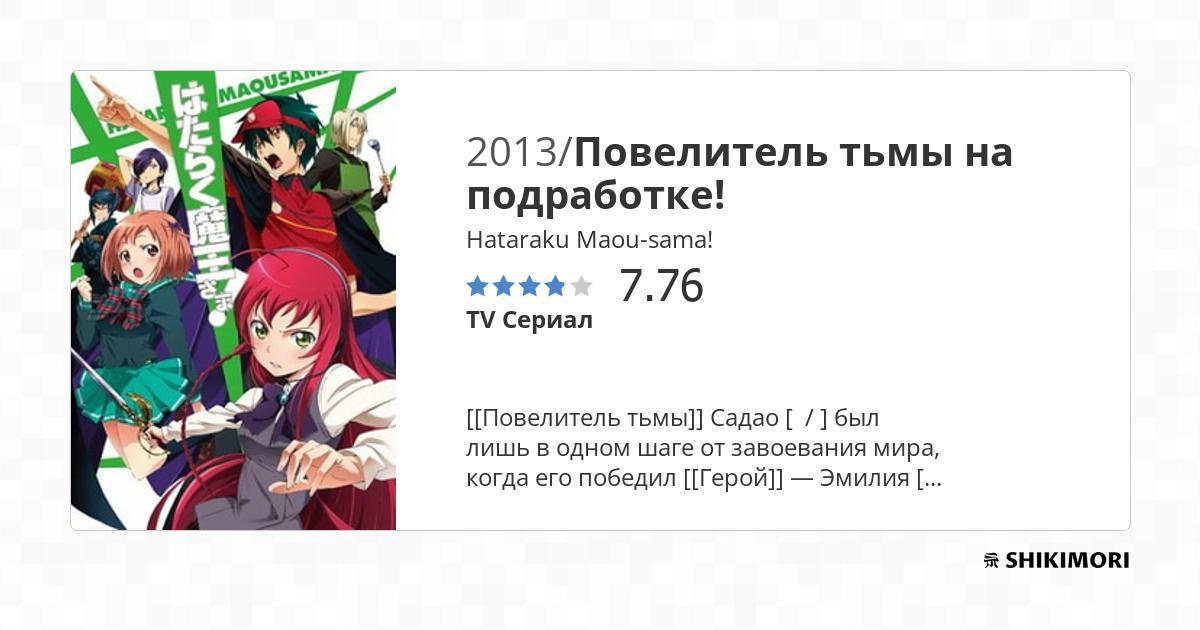 MAOUSAMA
はたらく魔王さま!
2013/Повелитель тьмы на
подработке!
Hataraku Maou-sama!
7.76
TV Сериал
[[Повелитель тьмы]] Садао [  / ] был
лишь в одном шаге от завоевания мира,
когда его победил [[Герой]] — Эмилия [...
SHIKIMORI